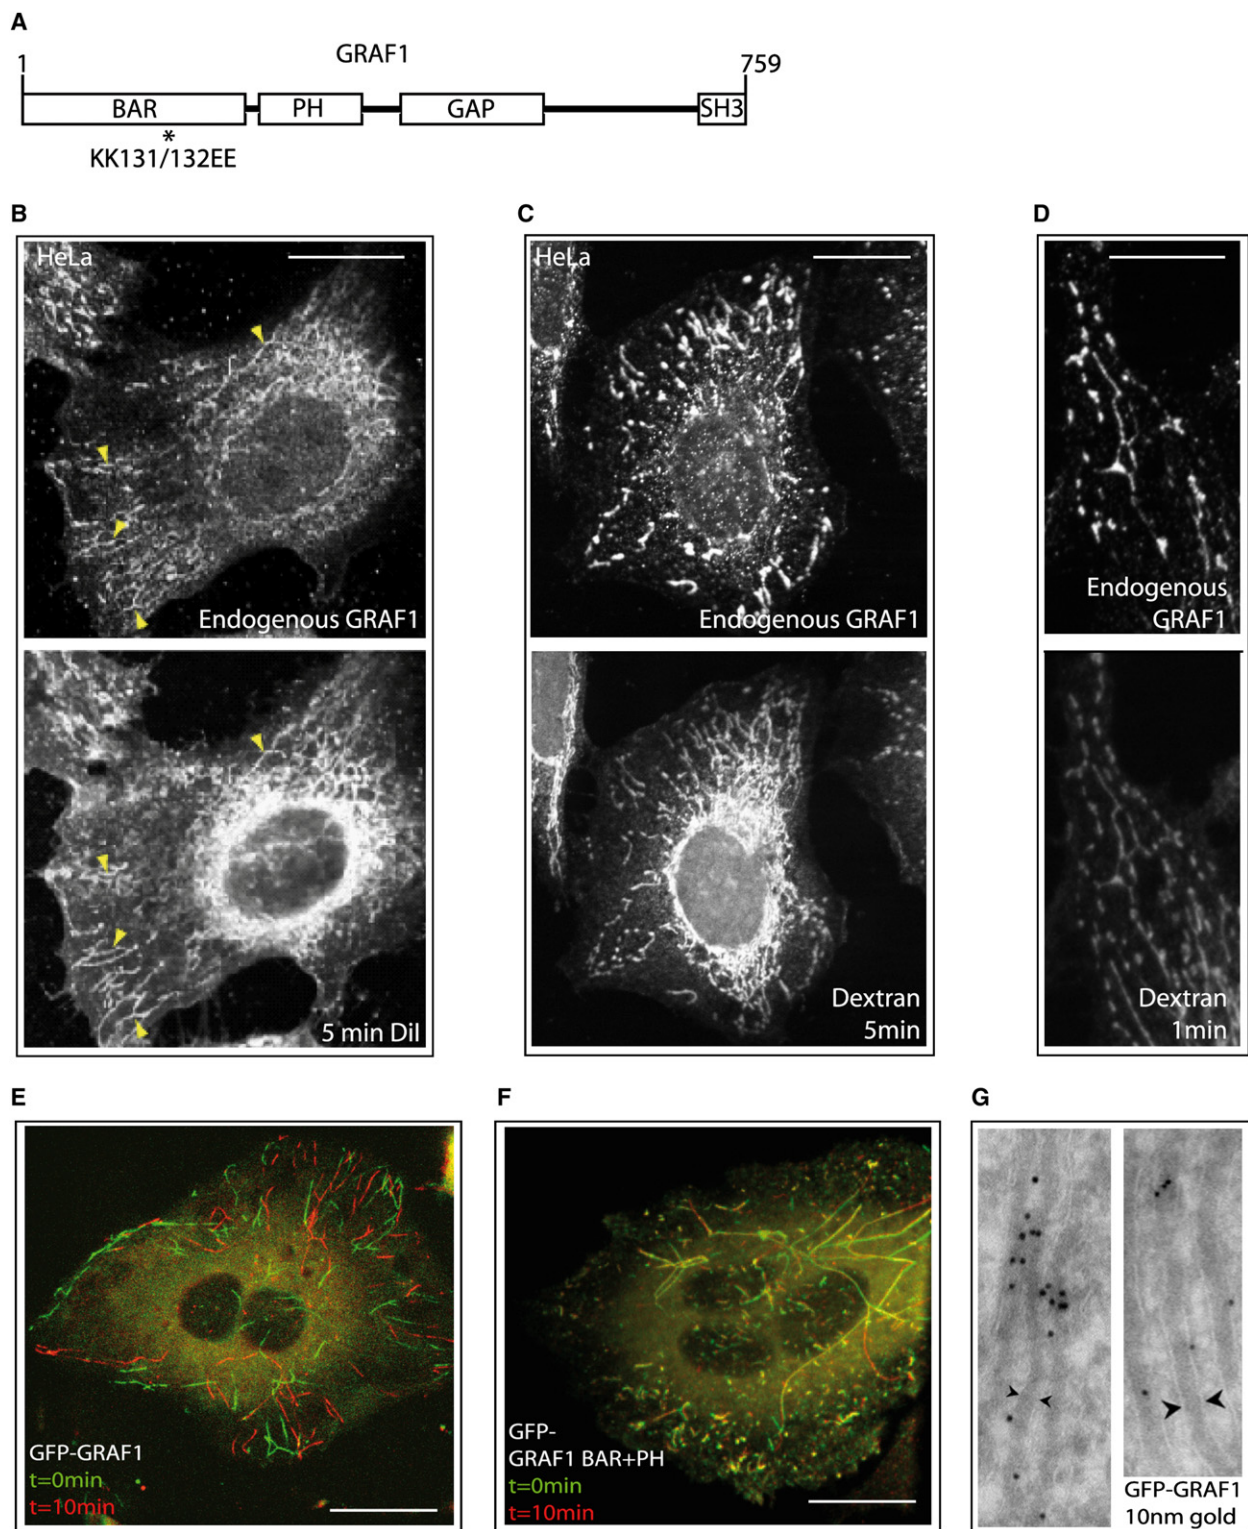 A
GRAF1
1
759
BAR
PH
GAP
SH3
*
KK131/132EE
B
C
D
HeLa
Endogenous GRAF1
5 min DiI
HeLa
Endogenous GRAF1
Dextran
5min
Endogenous
GRAF1
Dextran
1min
E
F
G
GFP-GRAF1
t=0min
t=10min
GFP-
GRAF1 BAR+PH
t=0min
t=10min
GFP-GRAF1
10nm gold